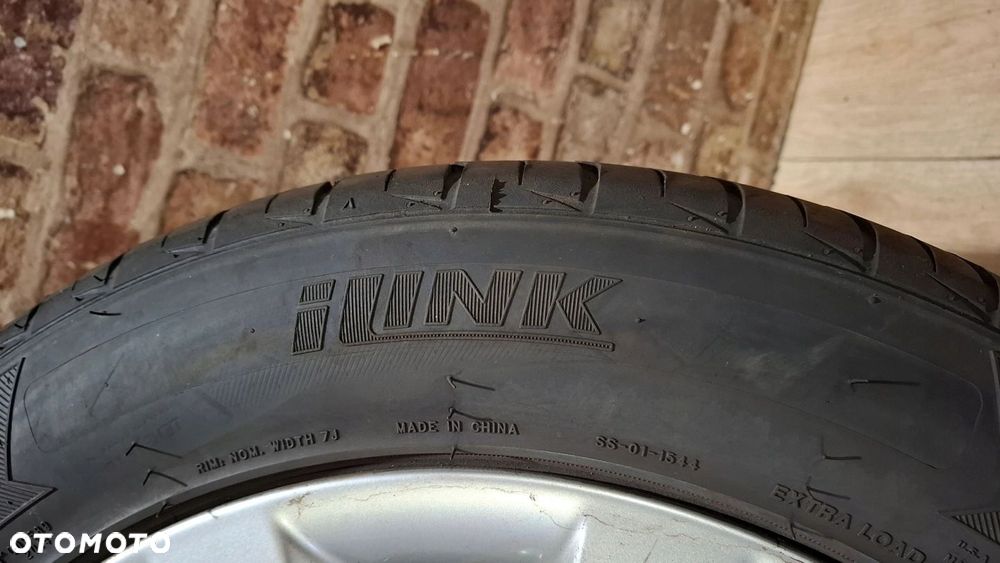 iLINK
RIM. NOM. WIDTH 7J
MADE IN CHINA
SS-01-1544
EXTRA LOAD
OTOMOTO